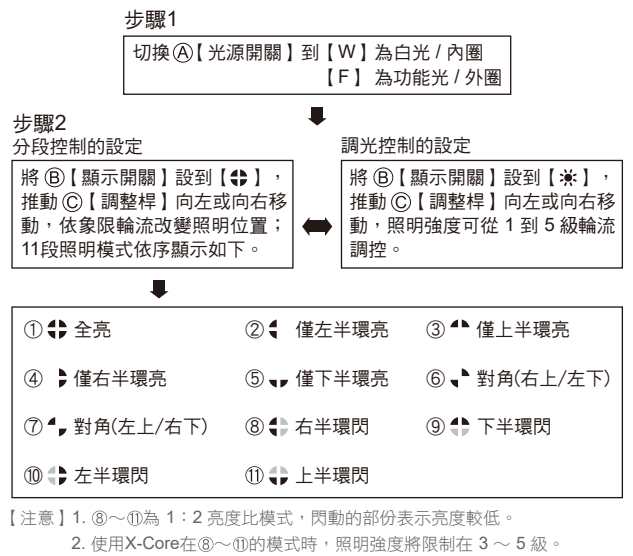 步驟1
切換Ⓐ【光源開關】到【W】為白光 / 內圈
【F】 為功能光 / 外圈
步驟2
分段控制的設定
將 Ⓑ【顯示開關】設到【】，
推動 Ⓒ【調整桿】向左或向右移
動，依象限輪流改變照明位置；
11段照明模式依序顯示如下。
調光控制的設定
將 Ⓑ【顯示開關】設到【】，
推動 Ⓒ【調整桿】向左或向右移
動，照明強度可從 1 到 5 級輪流
調控。
① 全亮
② 僅左半環亮
③ 僅上半環亮
④ 僅右半環亮
⑤ 僅下半環亮
⑥ 對角(右上/左下)
⑦ 對角(左上/右下)
⑧ 右半環閃
⑨ 下半環閃
⑩ 左半環閃
⑪ 上半環閃
【注意】1. ⑧～⑪為 1：2 亮度比模式，閃動的部份表示亮度較低。
2. 使用X-Core在⑧～⑪的模式時，照明強度將限制在 3 ～ 5 級。